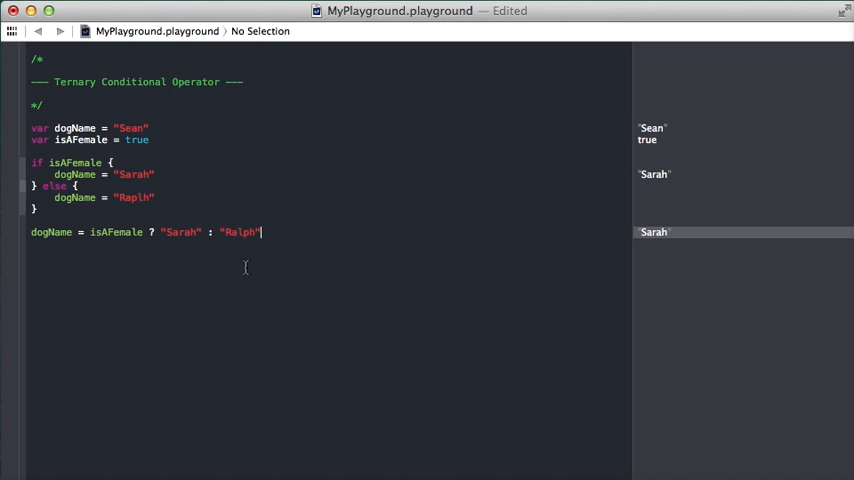 MyPlayground.playground — Edited
MyPlayground.playground 〉 No Selection
/*
--- Ternary Conditional Operator ---
*/
var dogName = "Sean"
"Sean"
var isAFemale = true
true
if isAFemale {
dogName = "Sarah"
"Sarah"
} else {
dogName = "Raplh"
}
dogName = isAFemale ? "Sarah" : "Ralph"
"Sarah"